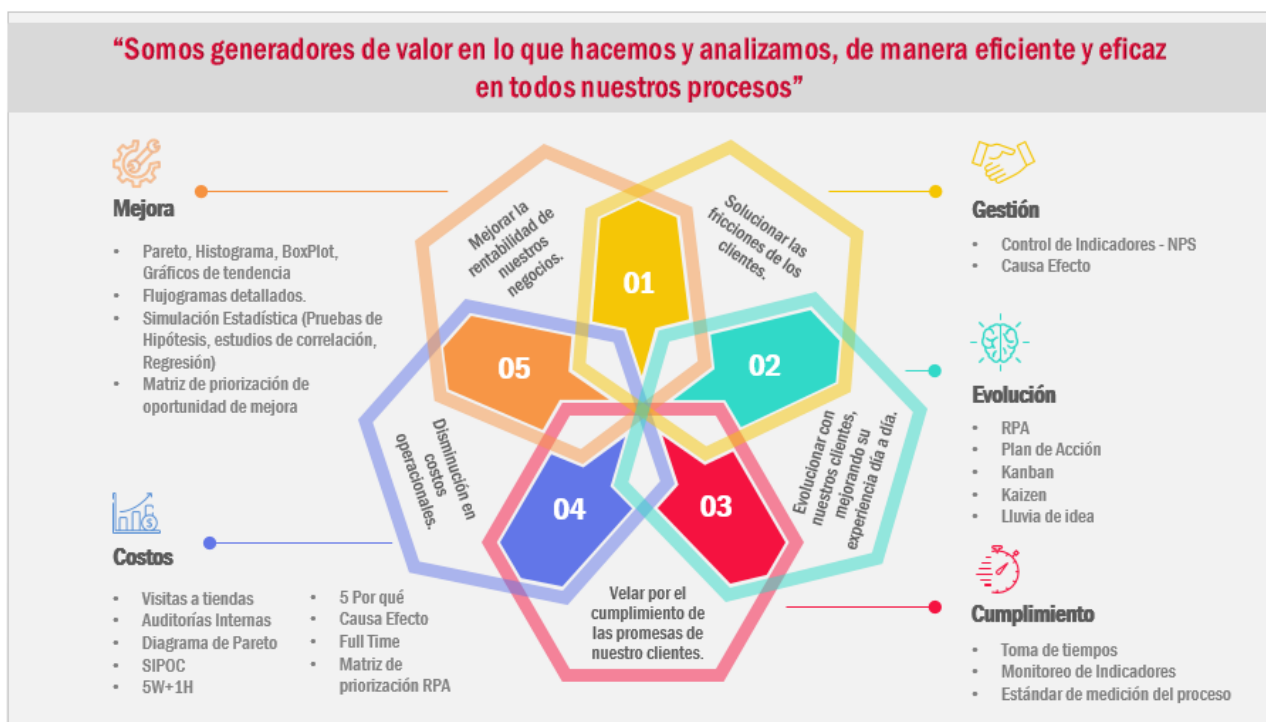 “Somos generadores de valor en lo que hacemos y analizamos, de manera eficiente y eficaz
en todos nuestros procesos”
Mejora
• Pareto, Histograma, BoxPlot,
Gráficos de tendencia
• Flujogramas detallados.
• Simulación Estadística (Pruebas de
Hipótesis, estudios de correlación,
Regresión)
• Matriz de priorización de
oportunidad de mejora
Costos
• Visitas a tiendas
• Auditorías Internas
• Diagrama de Pareto
• SIPOC
• 5W+1H
• 5 Por qué
• Causa Efecto
• Full Time
• Matriz de
priorización RPA
Mejorar la
rentabilidad de
nuestros
negocios.
Solucionar las
fricciones de los
clientes.
01
02
03
04
05
Evolucionar con
nuestros clientes,
mejorando su
experiencia día a día.
Velar por el
cumplimiento de
las promesas de
nuestro clientes.
Disminución en
costos
operacionales.
Gestión
• Control de Indicadores - NPS
• Causa Efecto
Evolución
• RPA
• Plan de Acción
• Kanban
• Kaizen
• Lluvia de idea
Cumplimiento
• Toma de tiempos
• Monitoreo de Indicadores
• Estándar de medición del proceso